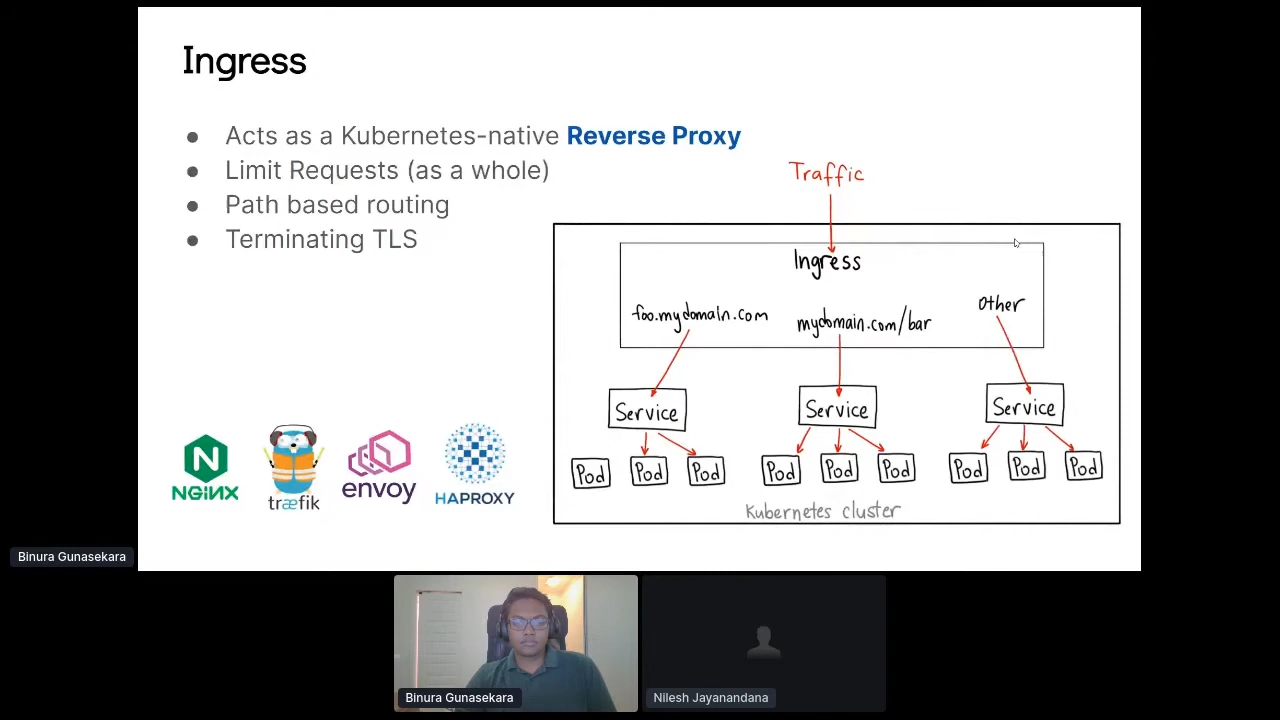 Ingress
● Acts as a Kubernetes-native Reverse Proxy
● Limit Requests (as a whole)
● Path based routing
● Terminating TLS
Traffic
Ingress
foo.mydomain.com
mydomain.com/bar
Other
Service
Service
Service
Pod
Pod
Pod
Pod
Pod
Pod
Pod
Pod
Pod
Kubernetes cluster
NGINX
træfik
envoy
HAPROXY
Binura Gunasekara
Binura Gunasekara
Nilesh Jayanandana